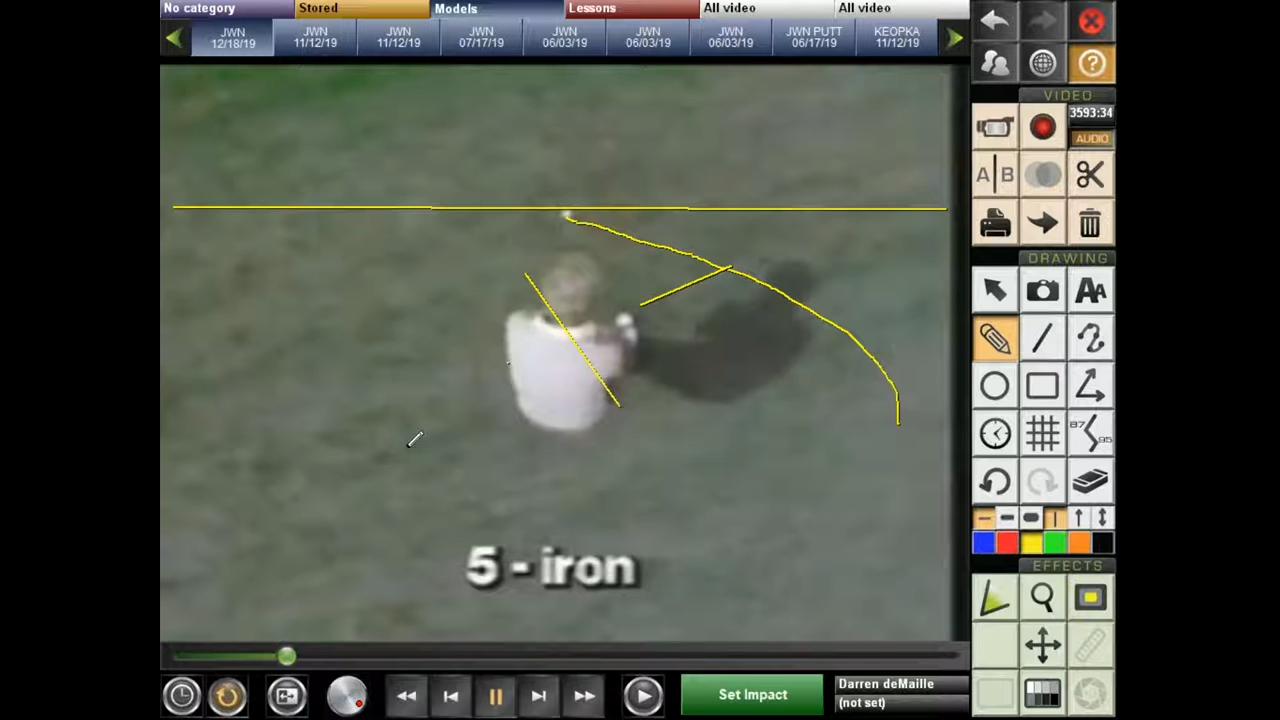 No category
Stored
Models
Lessons
All video
All video
JWN
12/18/19
JWN
11/12/19
JWN
11/12/19
JWN
07/17/19
JWN
06/03/19
JWN
06/03/19
JWN
06/03/19
JWN PUTT
06/17/19
KEOPKA
11/12/19
?
VIDEO
3593:34
AUDIO
A|B
DRAWING
AA
87
95
5 - iron
EFFECTS
Set Impact
Darren deMaille
(not set)